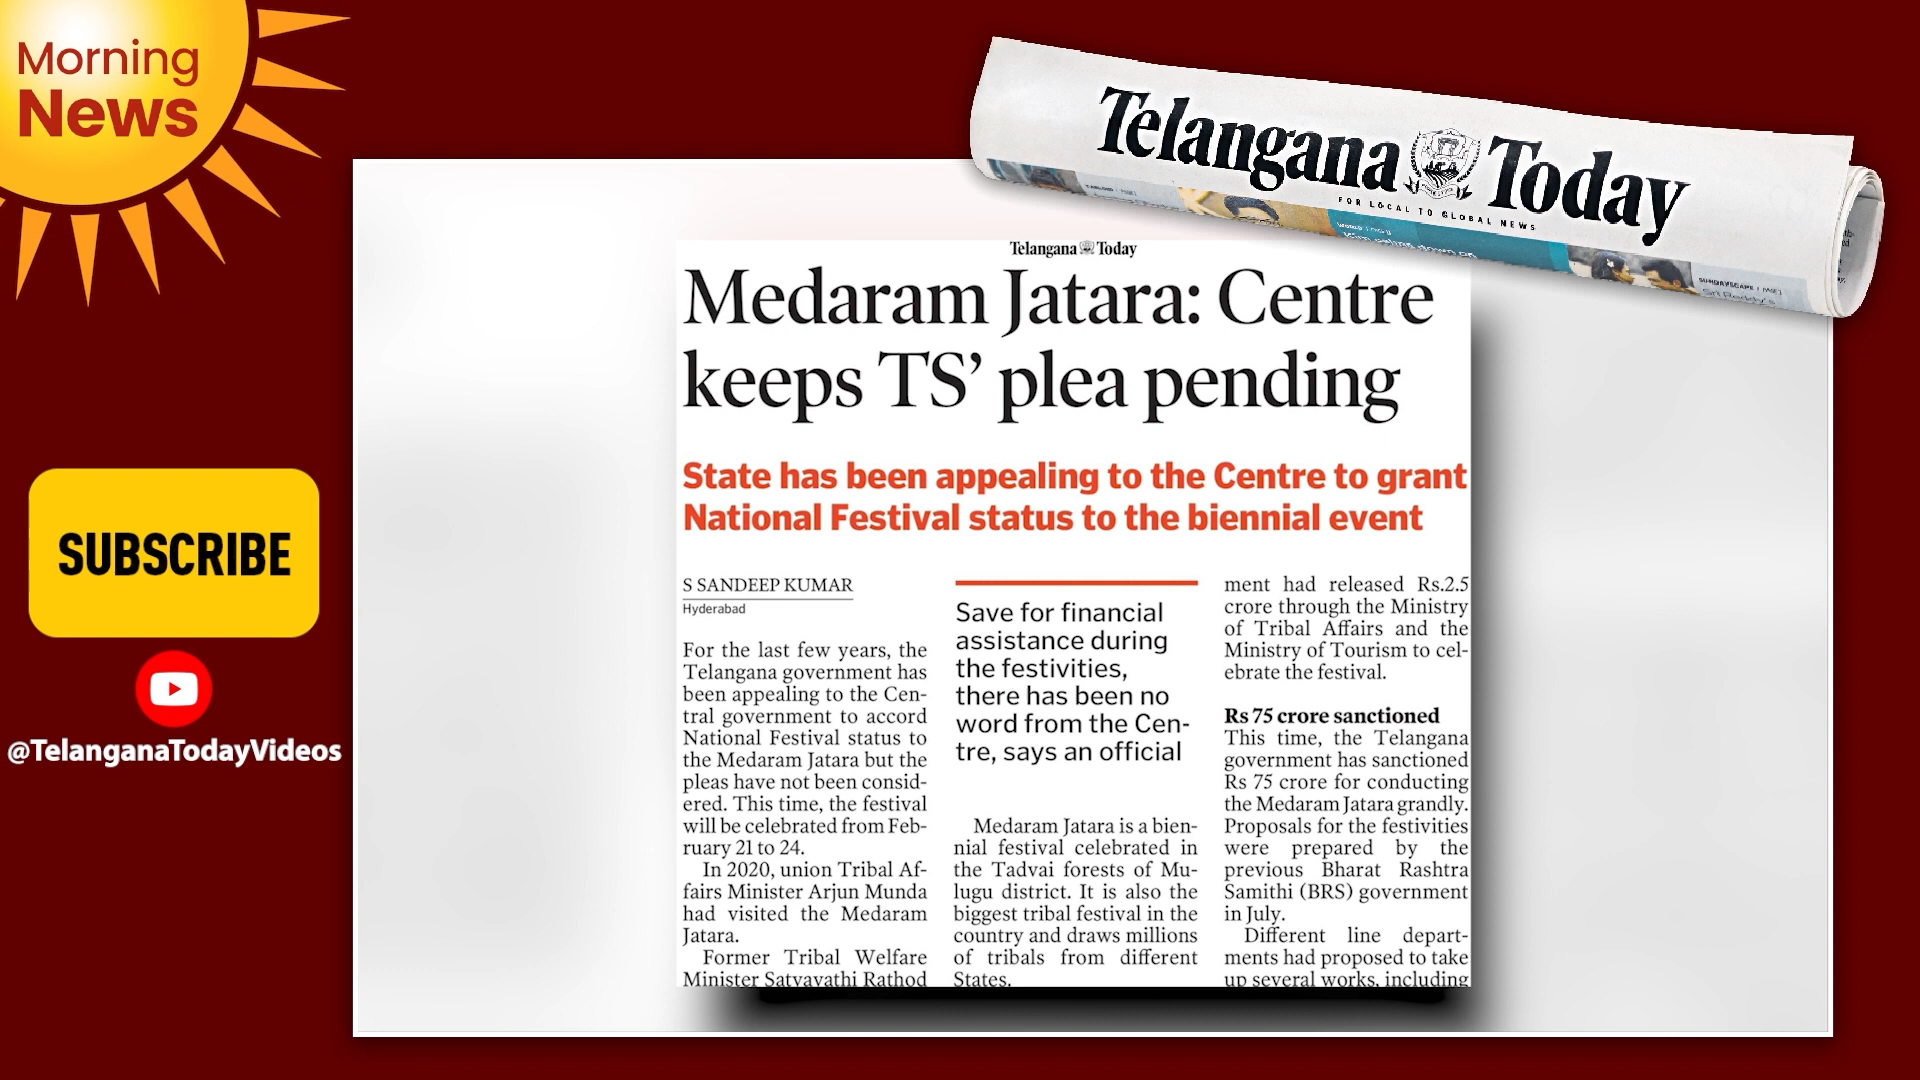 Morning
News
Telangana Today
FOR LOCAL TO GLOBAL NEWS
SUBSCRIBE
@TelanganaTodayVideos
Telangana Today
Medaram Jatara: Centre
keeps TS’ plea pending
State has been appealing to the Centre to grant
National Festival status to the biennial event
S SANDEEP KUMAR
Hyderabad
For the last few years, the
Telangana government has
been appealing to the Cen-
tral government to accord
National Festival status to
the Medaram Jatara but the
pleas have not been consid-
ered. This time, the festival
will be celebrated from Feb-
ruary 21 to 24.
In 2020, union Tribal Af-
fairs Minister Arjun Munda
had visited the Medaram
Jatara.
Former Tribal Welfare
Minister Satyavathi Rathod
Save for financial
assistance during
the festivities,
there has been no
word from the Cen-
tre, says an official
Medaram Jatara is a bien-
nial festival celebrated in
the Tadvai forests of Mu-
lugu district. It is also the
biggest tribal festival in the
country and draws millions
of tribals from different
States.
ment had released Rs.2.5
crore through the Ministry
of Tribal Affairs and the
Ministry of Tourism to cel-
ebrate the festival.
Rs 75 crore sanctioned
This time, the Telangana
government has sanctioned
Rs 75 crore for conducting
the Medaram Jatara grandly.
Proposals for the festivities
were prepared by the
previous Bharat Rashtra
Samithi (BRS) government
in July.
Different line depart-
ments had proposed to take
up several works, including